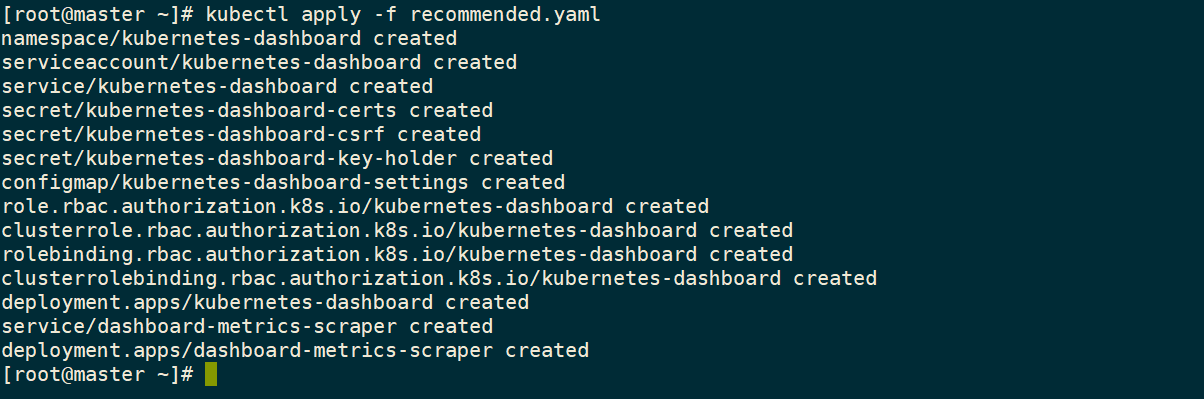 [root@master ~]# kubectl apply -f recommended.yaml
namespace/kubernetes-dashboard created
serviceaccount/kubernetes-dashboard created
service/kubernetes-dashboard created
secret/kubernetes-dashboard-certs created
secret/kubernetes-dashboard-csrf created
secret/kubernetes-dashboard-key-holder created
configmap/kubernetes-dashboard-settings created
role.rbac.authorization.k8s.io/kubernetes-dashboard created
clusterrole.rbac.authorization.k8s.io/kubernetes-dashboard created
rolebinding.rbac.authorization.k8s.io/kubernetes-dashboard created
clusterrolebinding.rbac.authorization.k8s.io/kubernetes-dashboard created
deployment.apps/kubernetes-dashboard created
service/dashboard-metrics-scraper created
deployment.apps/dashboard-metrics-scraper created
[root@master ~]#